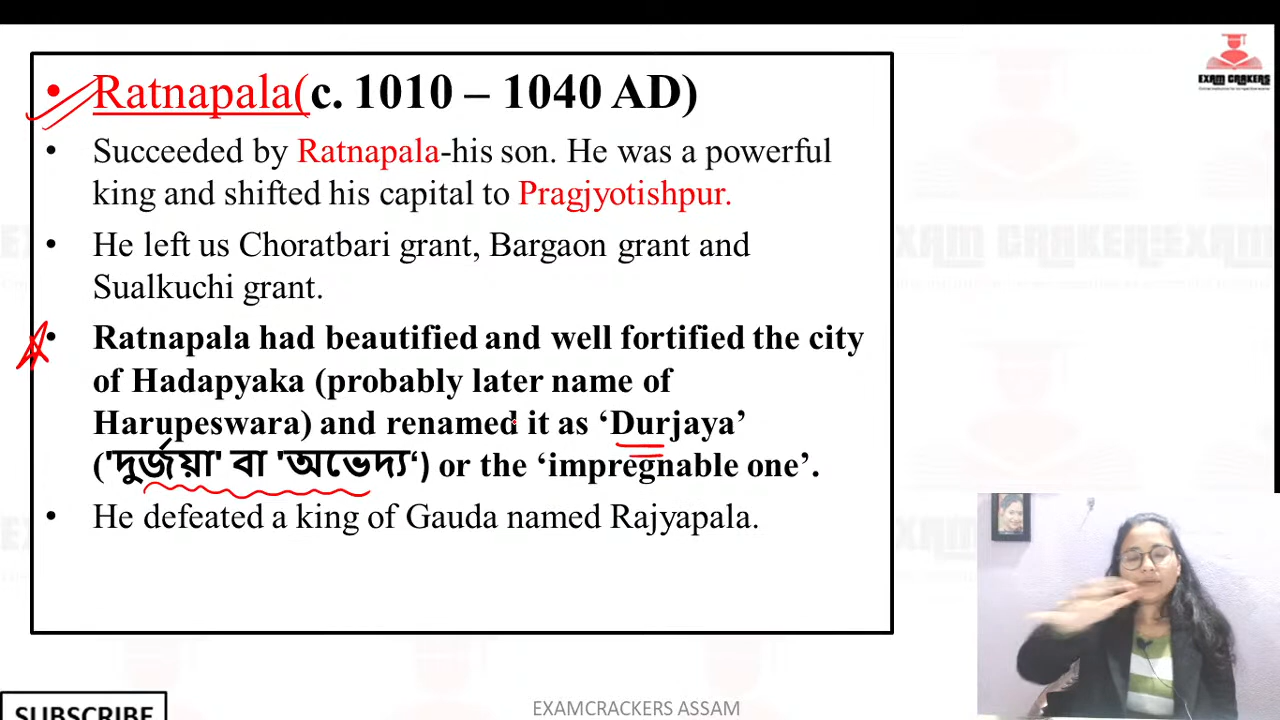 EXAM CRAKERS
• Ratnapala(c. 1010 – 1040 AD)
• Succeeded by Ratnapala-his son. He was a powerful
king and shifted his capital to Pragjyotishpur.
• He left us Choratbari grant, Bargaon grant and
Sualkuchi grant.
• Ratnapala had beautified and well fortified the city
of Hadapyaka (probably later name of
Harupeswara) and renamed it as ‘Durjaya’
('দুৰ্জয়া' বা 'অভেদ্য‘) or the ‘impregnable one’.
• He defeated a king of Gauda named Rajyapala.
SUBSCRIBE
EXAMCRACKERS ASSAM